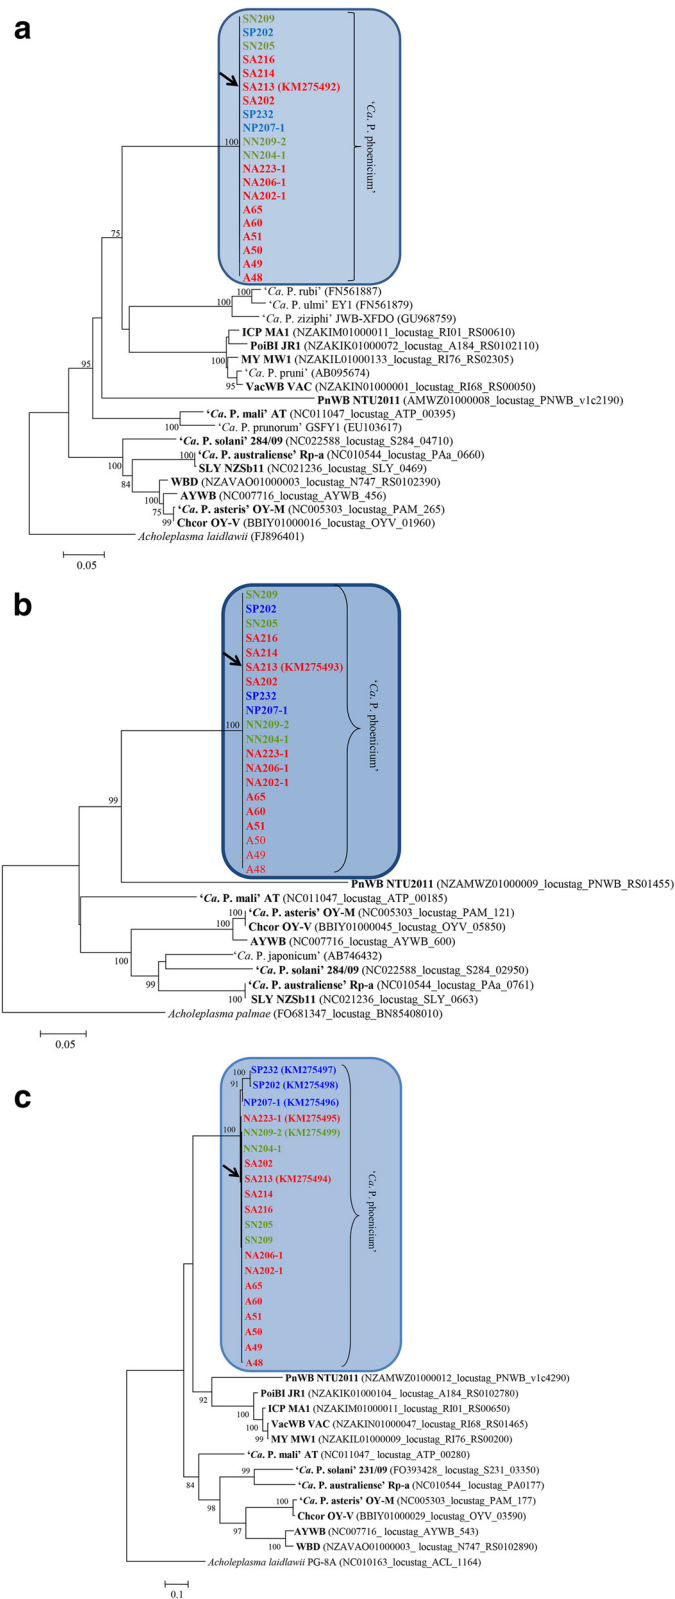 a
SN209
SP202
SN205
SA216
SA214
SA213 (KM275492)
SA202
SP232
NP207-1
NN209-2
100
NN204-1
NA223-1
NA206-1
NA202-1
A65
A60
A51
A50
A49
A48
‘Ca. P. phoenicium’
75
100
‘Ca. P. rubi’ (FN561887)
100
‘Ca. P. ulmi’ EY1 (FN561879)
‘Ca. P. ziziphi’ JWB-XFDO (GU968759)
ICP MA1 (NZAKIM01000011_locustag_RI01_RS00610)
PoiBI JR1 (NZAKIK01000072_locustag_A184_RS0102110)
100
MY MW1 (NZAKIL01000133_locustag_RI76_RS02305)
95
‘Ca. P. pruni’ (AB095674)
95
VacWB VAC (NZAKIN01000001_locustag_RI68_RS00050)
PnWB NTU2011 (AMWZ01000008_locustag_PNWB_v1c2190)
‘Ca. P. mali’ AT (NC011047_locustag_ATP_00395)
100
‘Ca. P. prunorum’ GSFY1 (EU103617)
‘Ca. P. solani’ 284/09 (NC022588_locustag_S284_04710)
‘Ca. P. australiense’ Rp-a (NC010544_locustag_PAa_0660)
100
100
SLY NZSb11 (NC021236_locustag_SLY_0469)
84
WBD (NZAVAO01000003_locustag_N747_RS0102390)
100
AYWB (NC007716_locustag_AYWB_456)
75
‘Ca. P. asteris’ OY-M (NC005303_locustag_PAM_265)
99
Chcor OY-V (BBIY01000016_locustag_OYV_01960)
Acholeplasma laidlawii (FJ896401)
0.05
b
SN209
SP202
SN205
SA216
SA214
SA213 (KM275493)
SA202
SP232
NP207-1
100
NN209-2
NN204-1
NA223-1
NA206-1
NA202-1
A65
A60
A51
A50
A49
A48
‘Ca. P. phoenicium’
99
PnWB NTU2011 (NZAMWZ01000009_locustag_PNWB_RS01455)
‘Ca. P. mali’ AT (NC011047_locustag_ATP_00185)
100
‘Ca. P. asteris’ OY-M (NC005303_locustag_PAM_121)
100
Chcor OY-V (BBIY01000045_locustag_OYV_05850)
AYWB (NC007716_locustag_AYWB_600)
100
‘Ca. P. japonicum’ (AB746432)
‘Ca. P. solani’ 284/09 (NC022588_locustag_S284_02950)
99
‘Ca. P. australiense’ Rp-a (NC010544_locustag_PAa_0761)
100
SLY NZSb11 (NC021236_locustag_SLY_0663)
Acholeplasma palmae (FO681347_locustag_BN85408010)
0.05
c
100
SP232 (KM275497)
91
SP202 (KM275498)
NP207-1 (KM275496)
NA223-1 (KM275495)
100
NN209-2 (KM275499)
NN204-1
SA202
SA213 (KM275494)
SA214
SA216
SN205
SN209
NA206-1
NA202-1
A65
A60
A51
A50
A49
A48
‘Ca. P. phoenicium’
PnWB NTU2011 (NZAMWZ01000012_locustag_PNWB_v1c4290)
92
PoiBI JR1 (NZAKIK01000104_ locustag_A184_RS0102780)
100
ICP MA1 (NZAKIM01000011_locustag_RI01_RS00650)
100
VacWB VAC (NZAKIN01000047_locustag_RI68_RS01465)
99
MY MW1 (NZAKIL01000009_locustag_RI76_RS00200)
‘Ca. P. mali’ AT (NC011047_ locustag_ATP_00280)
99
‘Ca. P. solani’ 231/09 (FO393428_ locustag_S231_03350)
84
‘Ca. P. australiense’ Rp-a (NC010544_ locustag_PA0177)
98
100
‘Ca. P. asteris’ OY-M (NC005303_locustag_PAM_177)
Chcor OY-V (BBIY01000029_locustag_OYV_03590)
97
AYWB (NC007716_locustag_AYWB_543)
100
WBD (NZAVAO01000003_ locustag_N747_RS0102890)
Acholeplasma laidlawii PG-8A (NC010163_locustag_ACL_1164)
0.1